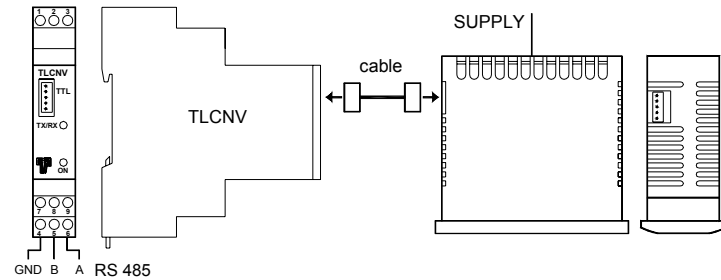 SUPPLY
1 2 3
cable
TLCNV
TTL
TX/RX
TLCNV
ON
7 8 9
4 5 6
GND B A RS 485